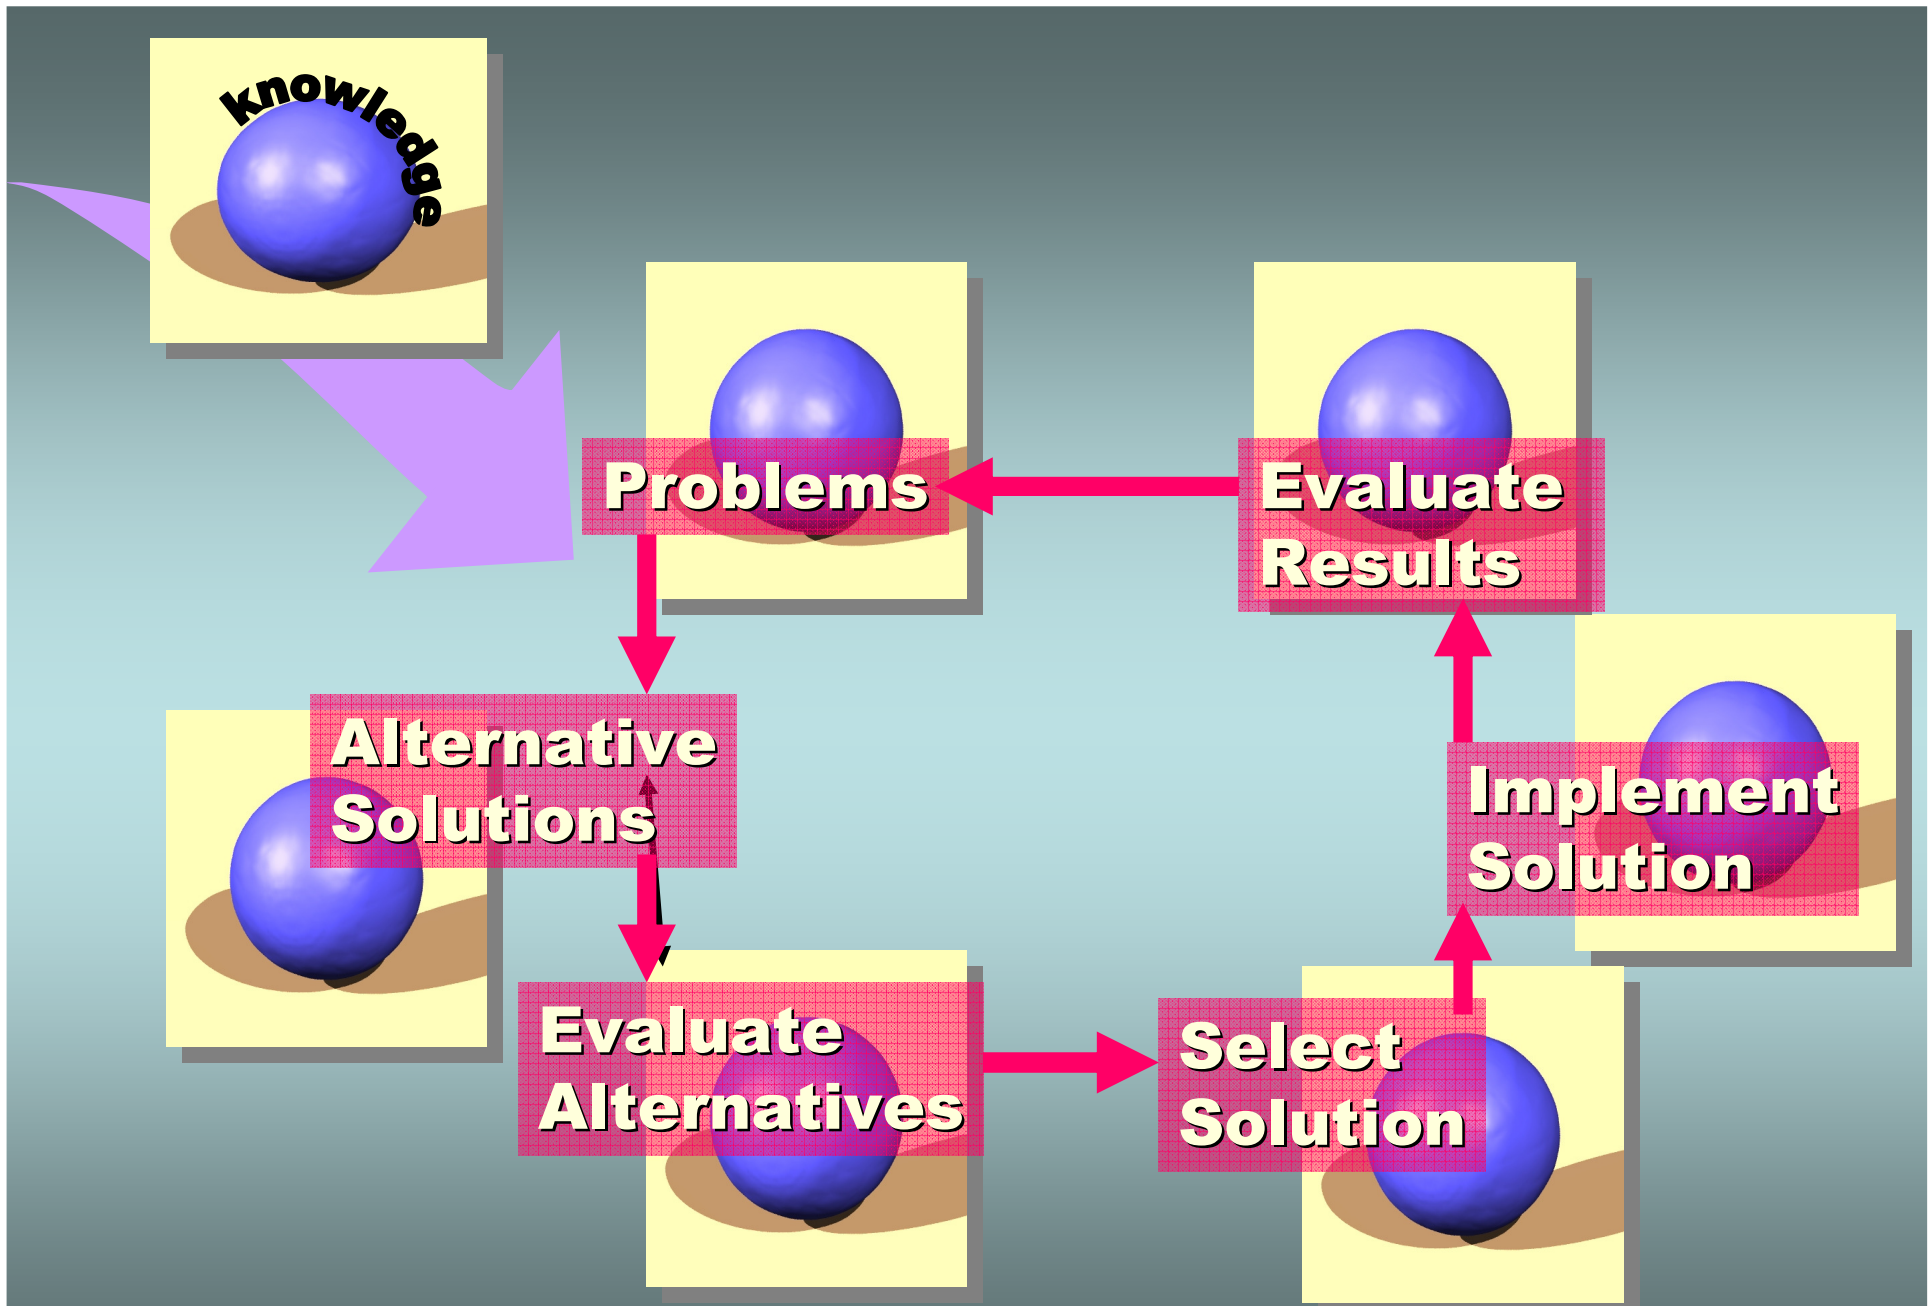 knowledge
Problems
Evaluate
Results
Alternative
Solutions
Implement
Solution
Evaluate
Alternatives
Select
Solution